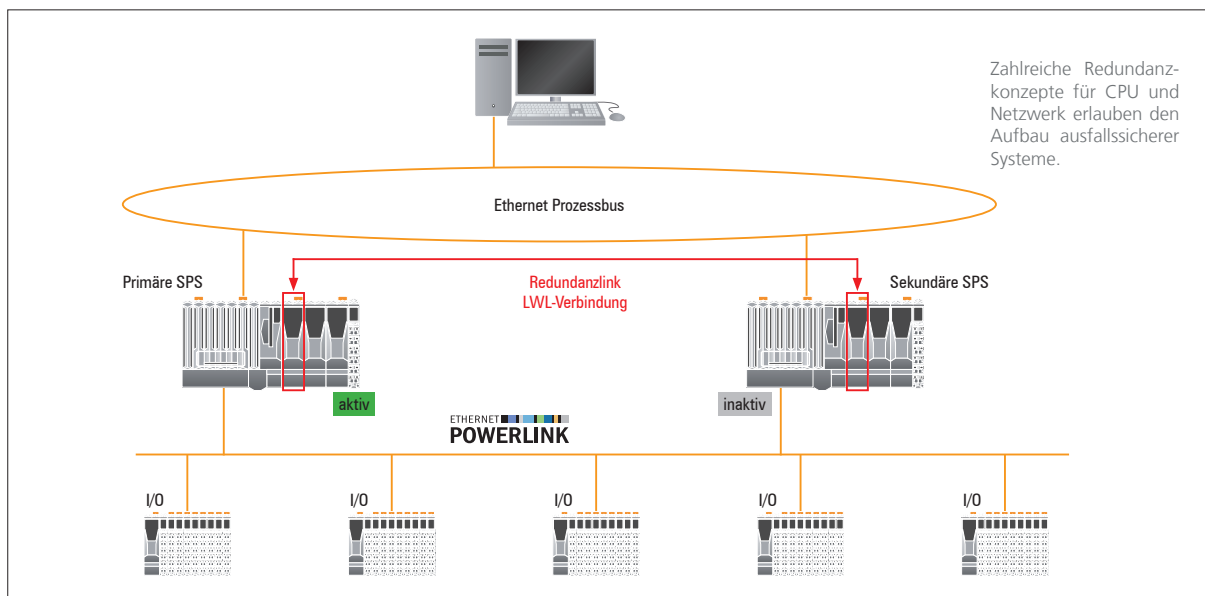 Zahlreiche Redundanz-
konzepte für CPU und
Netzwerk erlauben den
Aufbau ausfallssicherer
Systeme.
Ethernet Prozessbus
Primäre SPS
Redundanzlink
LWL-Verbindung
Sekundäre SPS
aktiv
inaktiv
ETHERNET
POWERLINK
I/O
I/O
I/O
I/O
I/O